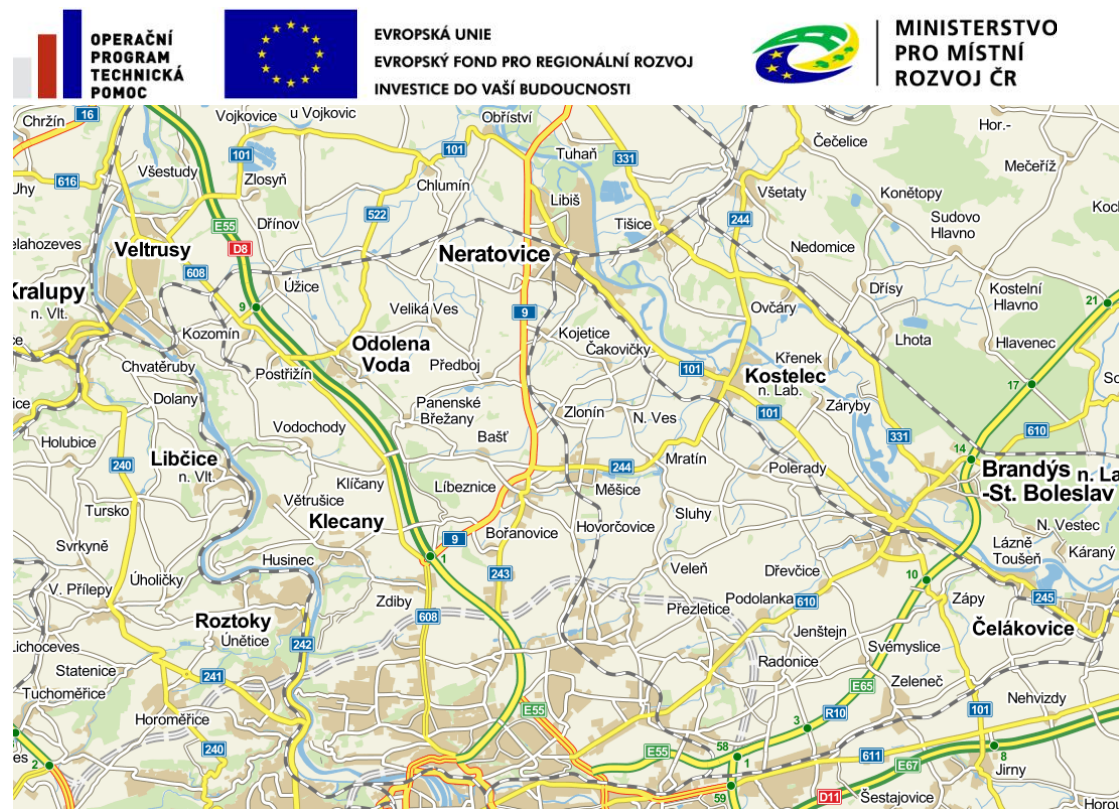 OPERAČNÍ
PROGRAM
TECHNICKÁ
POMOC
EVROPSKÁ UNIE
EVROPSKÝ FOND PRO REGIONÁLNÍ ROZVOJ
INVESTICE DO VAŠÍ BUDOUCNOSTI
MINISTERSTVO
PRO MÍSTNÍ
ROZVOJ ČR
Chržín
16
Vojkovice
u Vojkovic
Obříství
Hor.-
101
101
Tuhaň
331
Čečelice
Mečeříž
Uhy
616
Všestudy
Zlosyň
Chlumín
Libiš
Všetaty
Konětopy
522
Dřínov
E55
Tišice
244
Sudovo
Hlavno
D8
Veltrusy
Neratovice
Nedomice
608
Úžice
Kralupy
n. Vlt.
9
Veliká Ves
9
Ovčáry
Dřísy
Kostelní
Hlavno
21
Kozomín
Odolena
Voda
Kojetice
Čakovičky
Lhota
Hlavenec
Chvatěruby
Postřižín
Předboj
101
Křenek
Kostelec
n. Lab.
17
Dolany
Panenské
Břežany
Zlonín
N. Ves
101
Záryby
Holubice
Vodochody
Bašť
331
610
Libčice
n. Vlt.
240
244
Mratín
Polerady
14
Brandýs n. La
-St. Boleslav
Klíčany
Líbeznice
Měšice
Tursko
Větrušice
Klecany
Sluhy
Hovorčovice
Bořanovice
N. Vestec
Svrkyně
9
Lázně
Toušeň
Káraný
Husinec
1
Úholičky
243
Veleň
Dřevčice
10
V. Přílepy
Zdiby
Podolanka
610
Zápy
245
Přezletice
Roztoky
608
Čelákovice
Únětice
242
Jenštejn
Svémyslice
Statenice
Radonice
241
E65
Zeleneč
Tuchoměřice
Nehvizdy
Horoměřice
E55
R10
101
3
240
E55
58
1
611
2
E67
8
Jirny
59
D11
Šestajovice